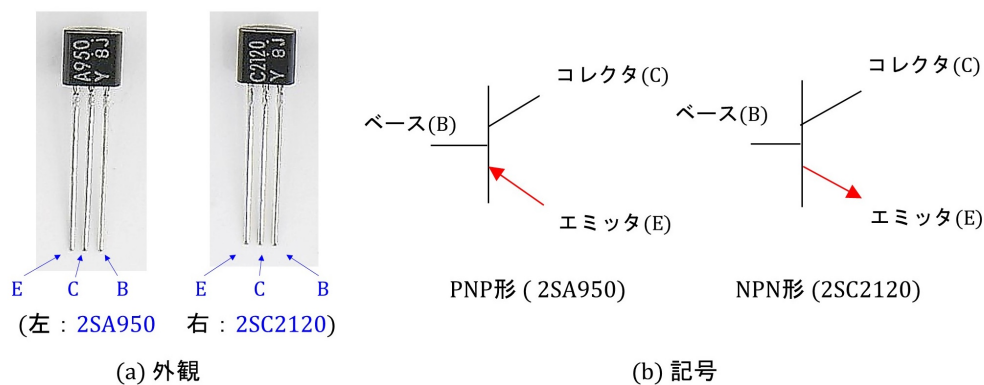 A950
Y 8J
C2120
Y 8J
E C B
E C B
(左：2SA950 右：2SC2120)
(a) 外観
コレクタ(C)
ベース(B)
エミッタ(E)
PNP形 ( 2SA950)
コレクタ(C)
ベース(B)
エミッタ(E)
NPN形 (2SC2120)
(b) 記号